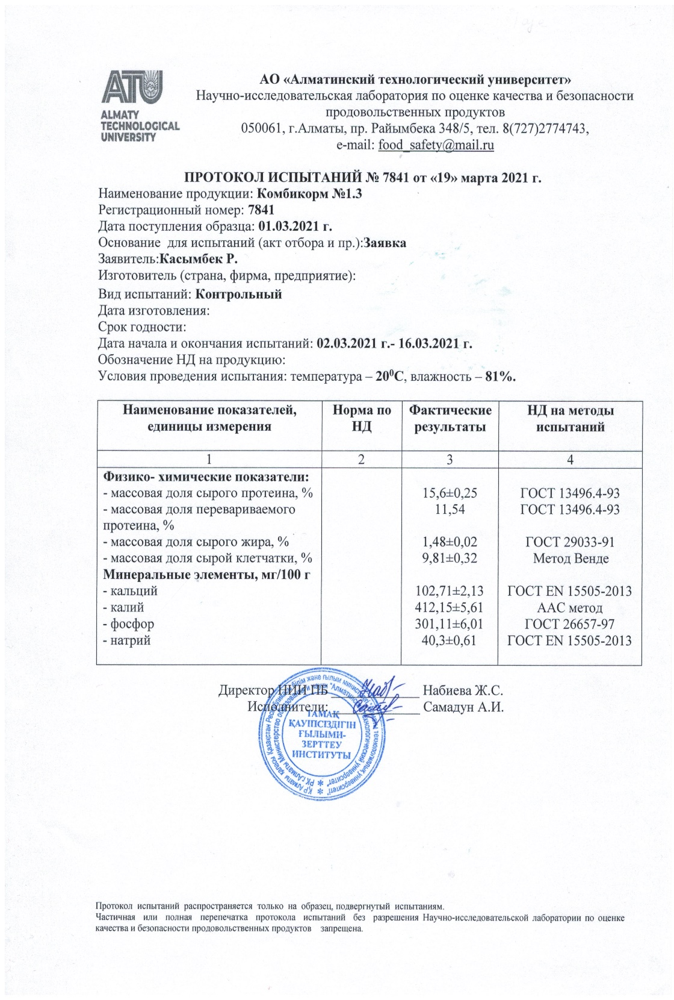 ATU
ALMATY
TECHNOLOGICAL
UNIVERSITY
АО «Алматинский технологический университет»
Научно-исследовательская лаборатория по оценке качества и безопасности
продовольственных продуктов
050061, г.Алматы, пр. Райымбека 348/5, тел. 8(727)2774743,
e-mail: food_safety@mail.ru
ПРОТОКОЛ ИСПЫТАНИЙ № 7841 от «19» марта 2021 г.
Наименование продукции: Комбикорм №1.3
Регистрационный номер: 7841
Дата поступления образца: 01.03.2021 г.
Основание для испытаний (акт отбора и пр.):Заявка
Заявитель:Касымбек Р.
Изготовитель (страна, фирма, предприятие):
Вид испытаний: Контрольный
Дата изготовления:
Срок годности:
Дата начала и окончания испытаний: 02.03.2021 г.- 16.03.2021 г.
Обозначение НД на продукцию:
Условия проведения испытания: температура – 20⁰С, влажность – 81%.
Наименование показателей, Норма по Фактические НД на методы
единицы измерения НД результаты испытаний
1 2 3 4
Физико- химические показатели:
- массовая доля сырого протеина, % 15,6±0,25 ГОСТ 13496.4-93
- массовая доля перевариваемого 11,54 ГОСТ 13496.4-93
протеина, %
- массовая доля сырого жира, % 1,48±0,02 ГОСТ 29033-91
- массовая доля сырой клетчатки, % 9,81±0,32 Метод Венде
Минеральные элементы, мг/100 г
- кальций 102,71±2,13 ГОСТ EN 15505-2013
- калий 412,15±5,61 ААС метод
- фосфор 301,11±6,01 ГОСТ 26657-97
- натрий 40,3±0,61 ГОСТ EN 15505-2013
Директор НИИ ПБ Набиева Ж.С.
Исполнители: Самадун А.И.
ТАМАҚ
ҚАУІПСІЗДІГІН
ҒЫЛЫМИ-
ЗЕРТТЕУ
ИНСТИТУТЫ
Протокол испытаний распространяется только на образец, подвергнутый испытаниям.
Частичная или полная перепечатка протокола испытаний без разрешения Научно-исследовательской лаборатории по оценке
качества и безопасности продовольственных продуктов запрещена.